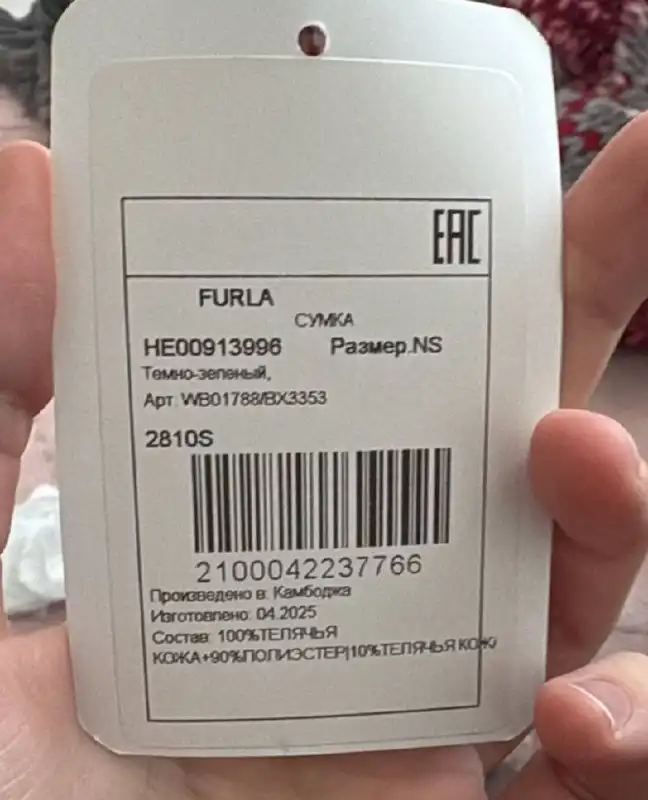 EAC
FURLA
СУМКА
HE00913996 Размер.NS
Темно-зеленый,
Арт. WB01788/BX3353
2810S
2100042237766
Произведено в: Камбоджа
Изготовлено: 04.2025
Состав: 100%ТЕЛЯЧЬЯ
КОЖА+90%ПОЛИЭСТЕР|10%ТЕЛЯЧЬЯ КОЖ